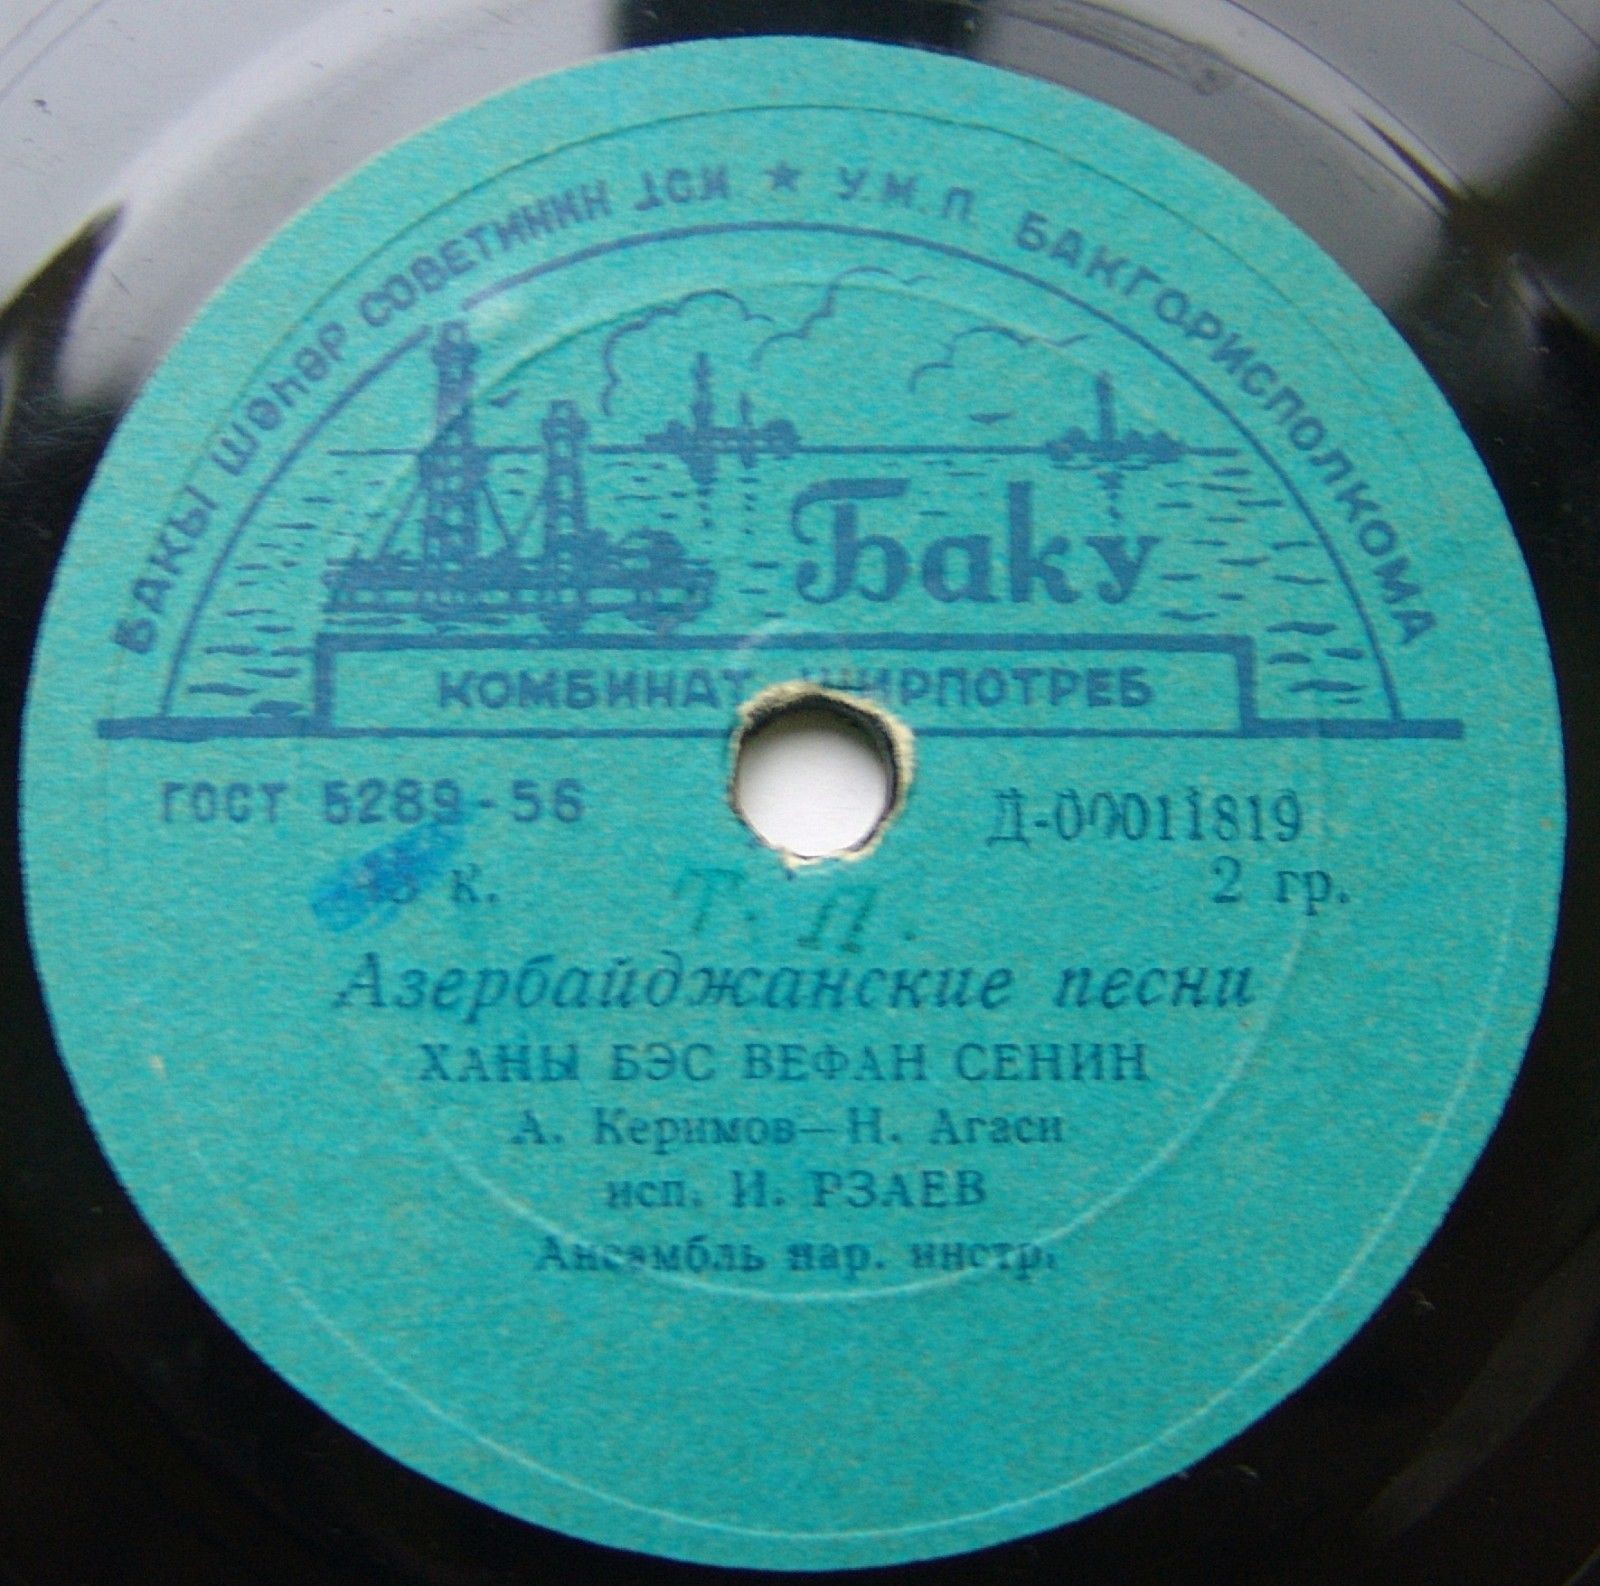 БАКЫ ШӘҺӘР СОВЕТИНИН ★ У.М.П. БАКГОРИСПОЛКОМА
Баку
КОМБИНАТ ШИРПОТРЕБ
ГОСТ 5289-56
Д-00011819
к.
2 гр.
Т. П.
Азербайджанские песни
ХАНЫ БЭС ВЕФАН СЕНИН
А. Керимов—Н. Агаси
исп. И. РЗАЕВ
Ансамбль нар. инстр.